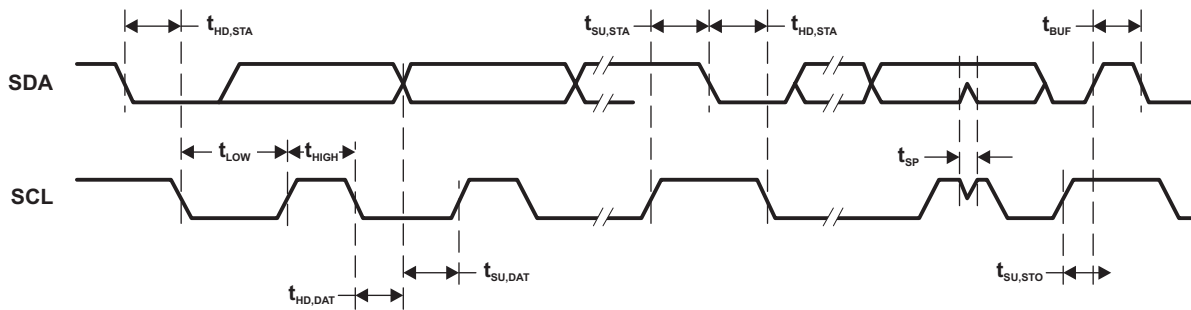 tHD,STA
tSU,STA
tHD,STA
tBUF
SDA
tLOW
tHIGH
tSP
SCL
tSU,DAT
tSU,STO
tHD,DAT